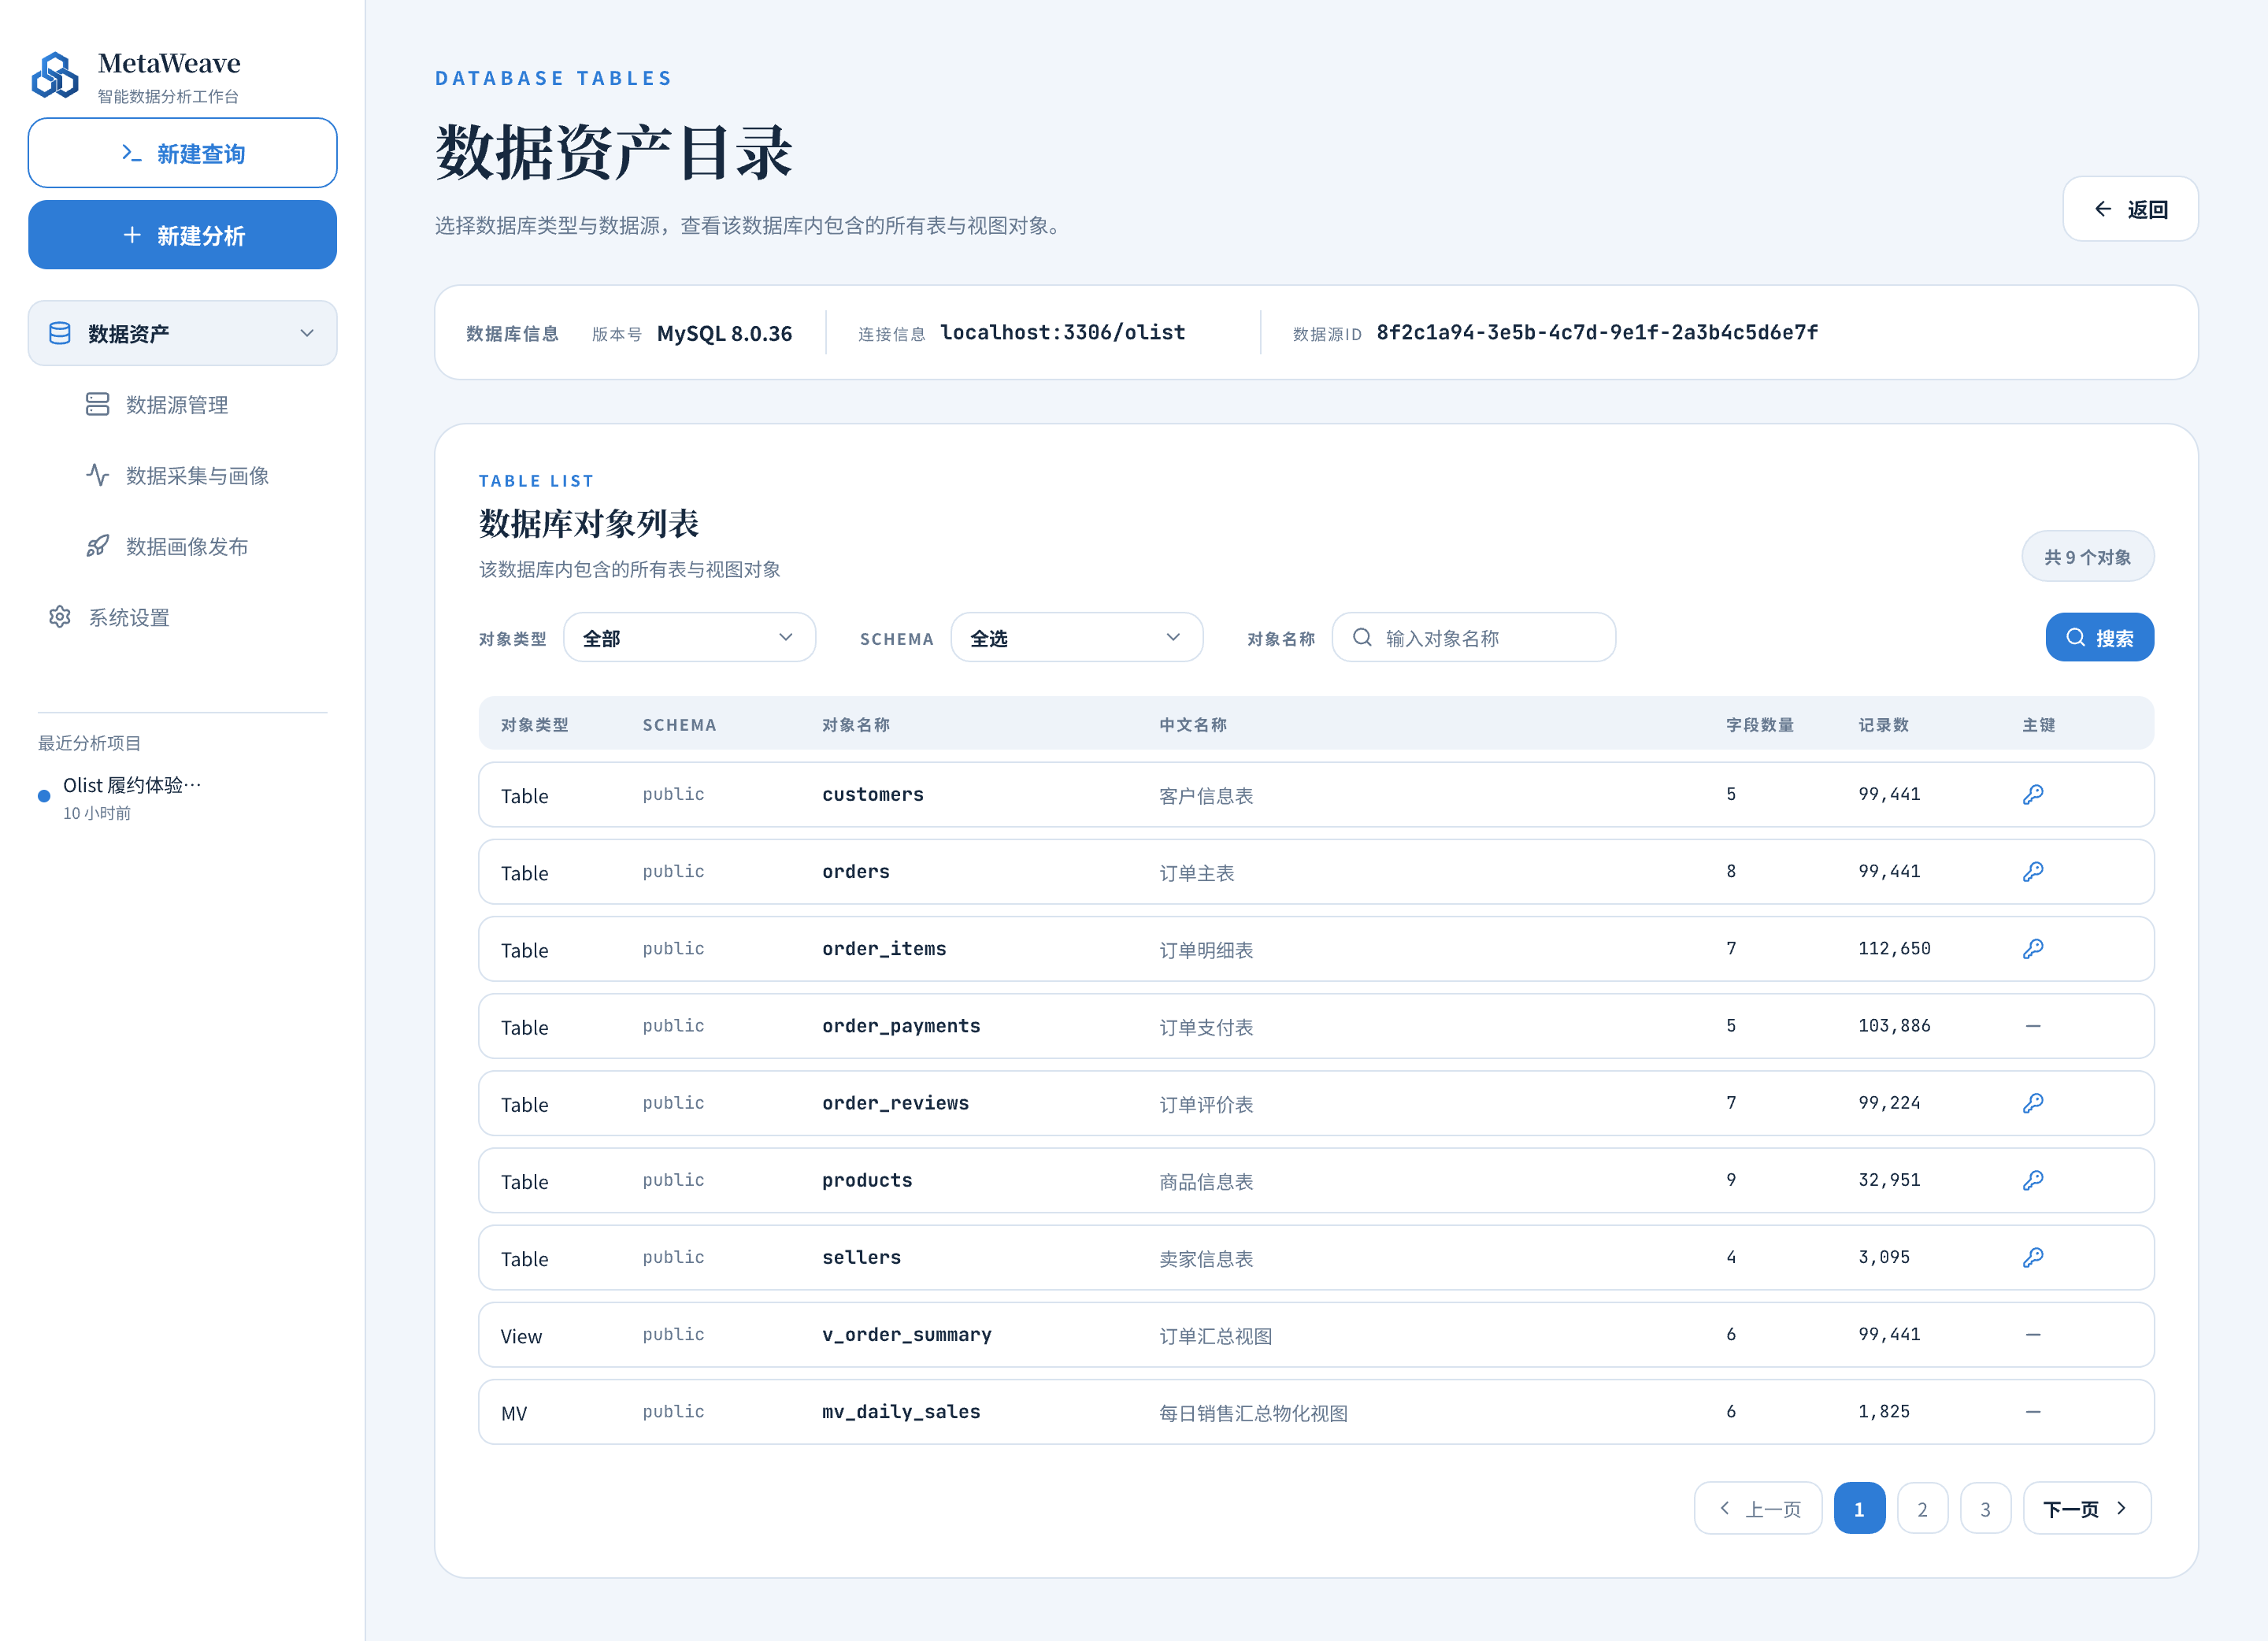 MetaWeave
智能数据分析工作台
新建查询
新建分析
数据资产
数据源管理
数据采集与画像
数据画像发布
系统设置
最近分析项目
Olist 履约体验…
10 小时前
DATABASE TABLES
数据资产目录
选择数据库类型与数据源，查看该数据库内包含的所有表与视图对象。
返回
数据库信息 版本号 MySQL 8.0.36 连接信息 localhost:3306/olist 数据源ID 8f2c1a94-3e5b-4c7d-9e1f-2a3b4c5d6e7f
TABLE LIST
数据库对象列表
该数据库内包含的所有表与视图对象
共 9 个对象
对象类型 全部 SCHEMA 全选 对象名称 输入对象名称 搜索
对象类型 SCHEMA 对象名称 中文名称 字段数量 记录数 主键
Table public customers 客户信息表 5 99,441
Table public orders 订单主表 8 99,441
Table public order_items 订单明细表 7 112,650
Table public order_payments 订单支付表 5 103,886 —
Table public order_reviews 订单评价表 7 99,224
Table public products 商品信息表 9 32,951
Table public sellers 卖家信息表 4 3,095
View public v_order_summary 订单汇总视图 6 99,441 —
MV public mv_daily_sales 每日销售汇总物化视图 6 1,825 —
上一页 1 2 3 下一页